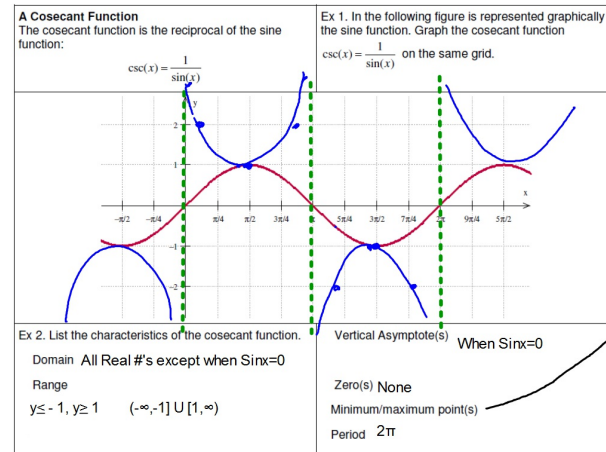 A Cosecant Function
The cosecant function is the reciprocal of the sine
function:
csc(x) = 1/sin(x)
Ex 1. In the following figure is represented graphically
the sine function. Graph the cosecant function
csc(x) = 1/sin(x) on the same grid.
y
2
1
x
−π/2 −π/4 π/4 π/2 3π/4 π 5π/4 3π/2 7π/4 2π 9π/4 5π/2
−1
−2
Ex 2. List the characteristics of the cosecant function.
Domain All Real #'s except when Sinx=0
Range
y≤ - 1, y≥ 1 (-∞,-1] U [1,∞)
Vertical Asymptote(s) When Sinx=0
Zero(s) None
Minimum/maximum point(s)
Period 2π